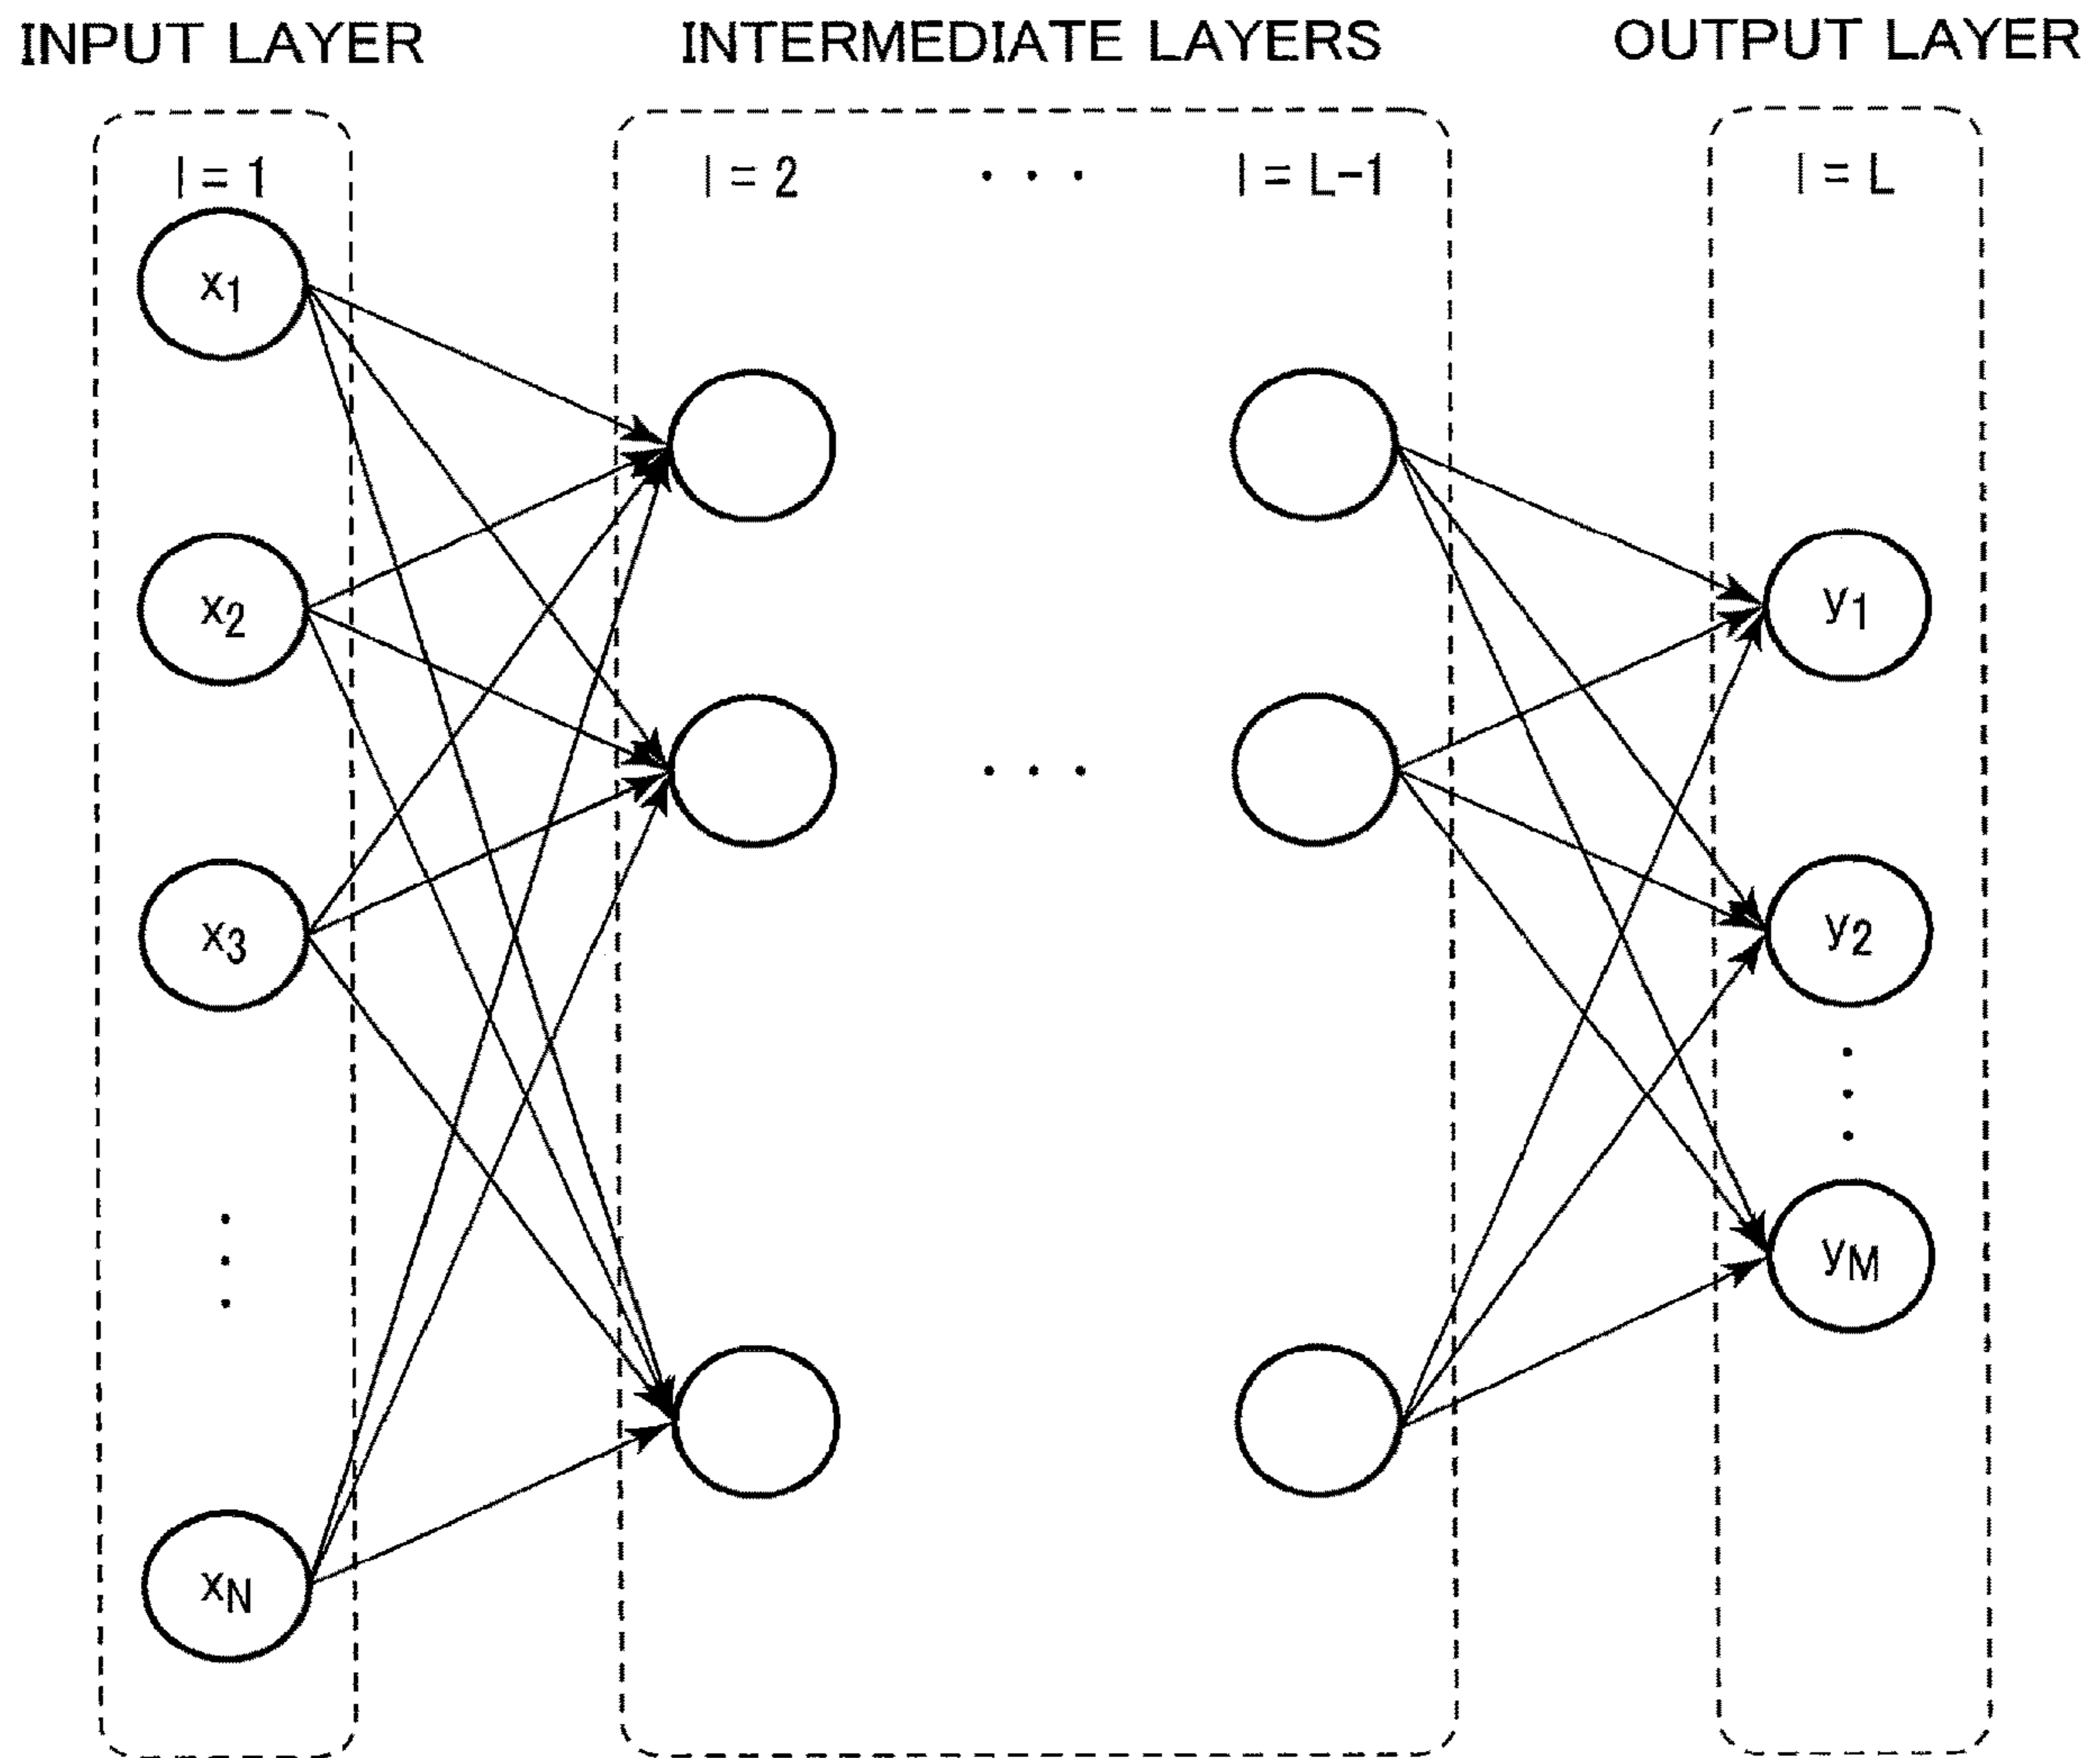 INPUT LAYER
INTERMEDIATE LAYERS
OUTPUT LAYER
l = 1
l = 2
. . .
l = L-1
l = L
x1
x2
x3
.
.
.
xN
. . .
y1
y2
.
.
.
yM